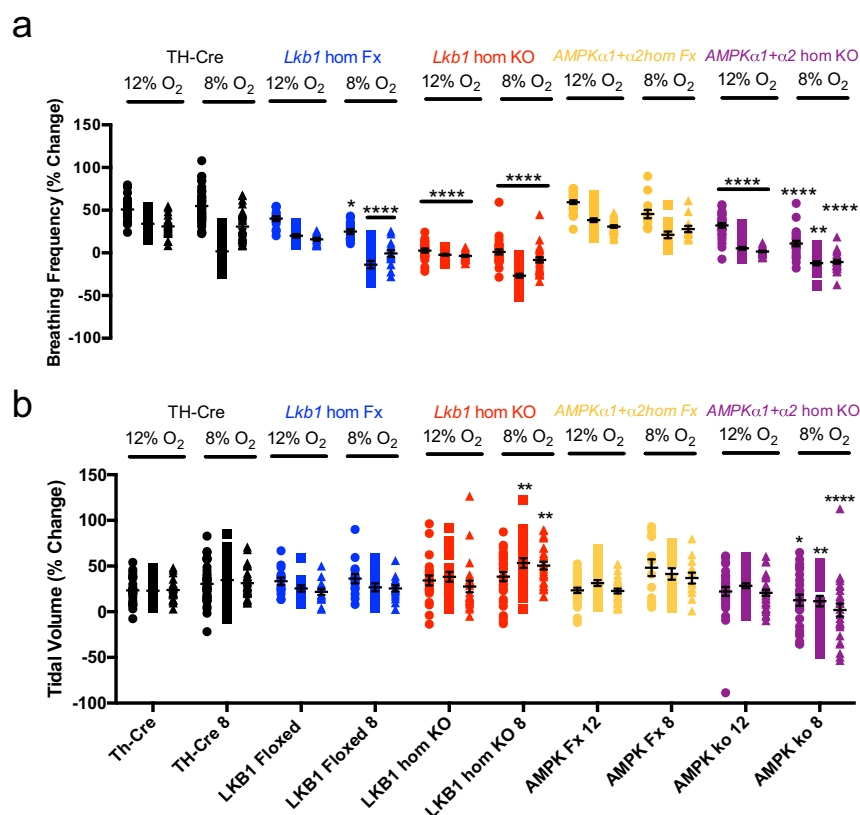 a
TH-Cre Lkb1 hom Fx Lkb1 hom KO AMPKα1+α2hom Fx AMPKα1+α2 hom KO
12% O2 8% O2 12% O2 8% O2 12% O2 8% O2 12% O2 8% O2 12% O2 8% O2
Breathing Frequency (% Change)
150
100
50
0
-50
-100
* **** **** **** **** **** ** ****
b
TH-Cre Lkb1 hom Fx Lkb1 hom KO AMPKα1+α2hom Fx AMPKα1+α2 hom KO
12% O2 8% O2 12% O2 8% O2 12% O2 8% O2 12% O2 8% O2 12% O2 8% O2
Tidal Volume (% Change)
150
100
50
0
-50
-100
** ** * ** ****
Th-Cre
TH-Cre 8
LKB1 Floxed
LKB1 Floxed 8
LKB1 hom KO
LKB1 hom KO 8
AMPK Fx 12
AMPK Fx 8
AMPK ko 12
AMPK ko 8